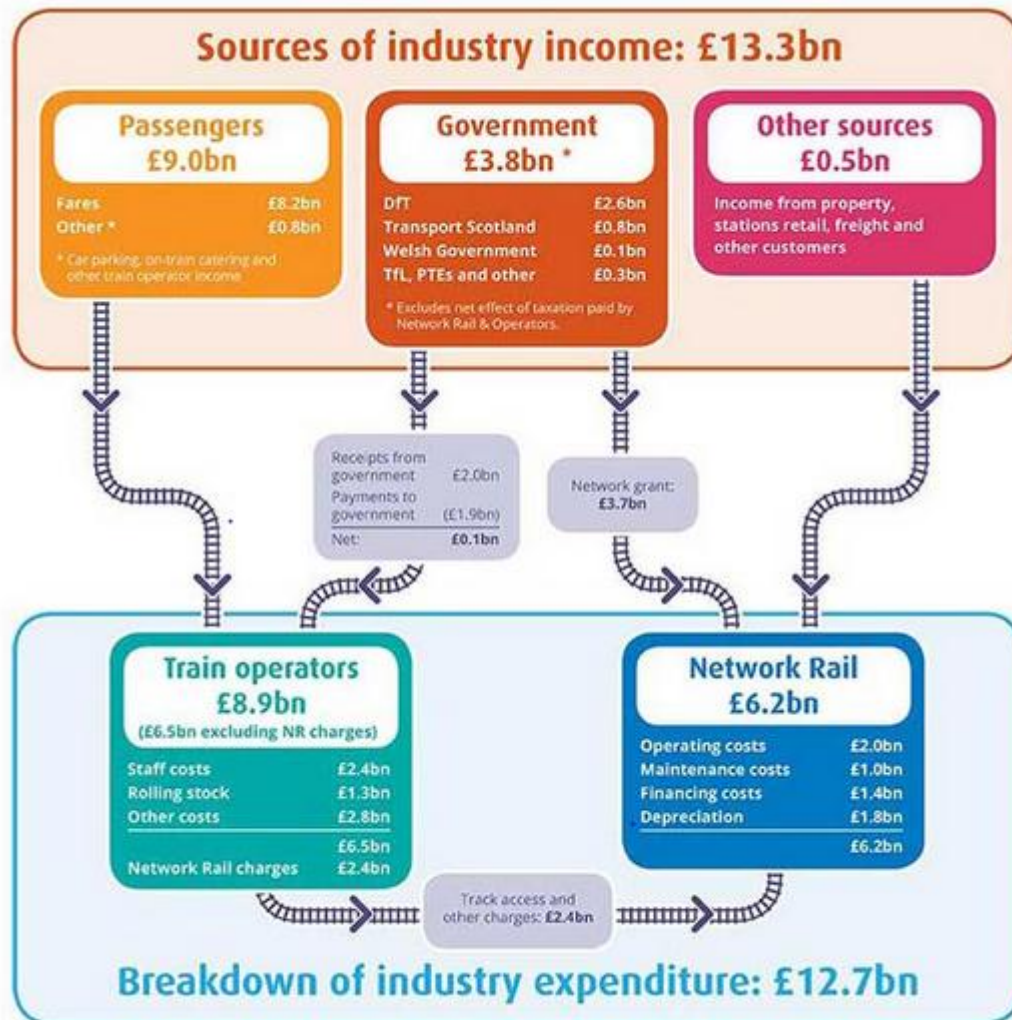 Sources of industry income: £13.3bn
Passengers
£9.0bn
Fares £8.2bn
Other * £0.8bn
* Car parking, on-train catering and
other train operator income
Government
£3.8bn *
DfT £2.6bn
Transport Scotland £0.8bn
Welsh Government £0.1bn
TfL, PTEs and other £0.3bn
* Excludes net effect of taxation paid by
Network Rail & Operators.
Other sources
£0.5bn
Income from property,
stations retail, freight and
other customers
Receipts from
government £2.0bn
Payments to
government (£1.9bn)
Net: £0.1bn
Network grant:
£3.7bn
Train operators
£8.9bn
(£6.5bn excluding NR charges)
Staff costs £2.4bn
Rolling stock £1.3bn
Other costs £2.8bn
£6.5bn
Network Rail charges £2.4bn
Network Rail
£6.2bn
Operating costs £2.0bn
Maintenance costs £1.0bn
Financing costs £1.4bn
Depreciation £1.8bn
£6.2bn
Track access and
other charges: £2.4bn
Breakdown of industry expenditure: £12.7bn